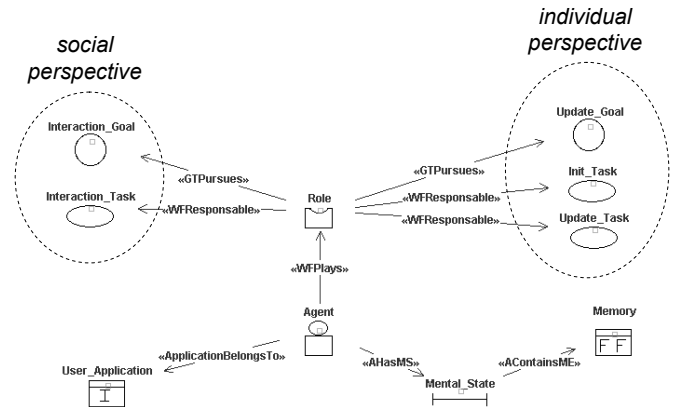 social
perspective
individual
perspective
Interaction_Goal
Update_Goal
«GTPursues»
«GTPursues»
Init_Task
Interaction_Task
Role
«WFResponsable»
«WFResponsable»
«WFResponsable»
Update_Task
«WFPlays»
Agent
Memory
F F
«ApplicationBelongsTo»
«AHasMS»
«AContainsME»
User_Application
I
Mental_State